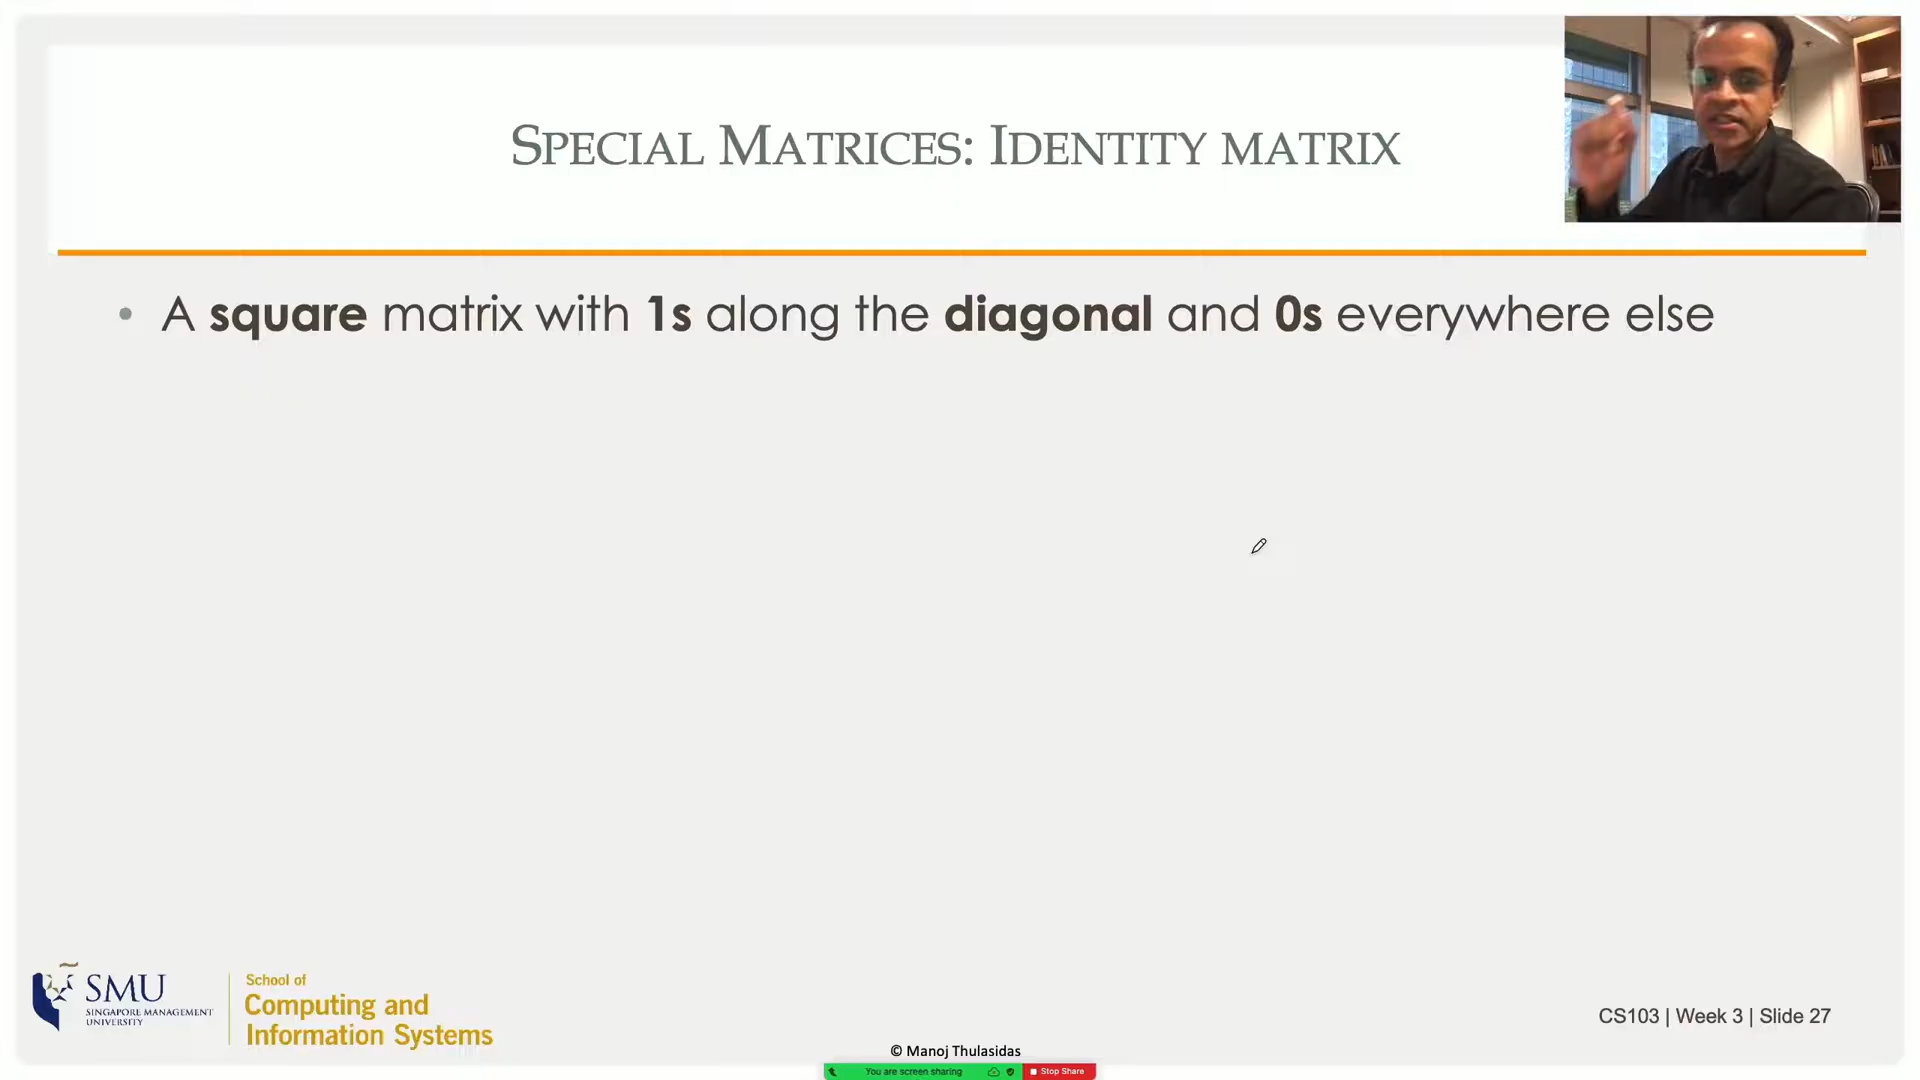 SPECIAL MATRICES: IDENTITY MATRIX
• A square matrix with 1s along the diagonal and 0s everywhere else
SMU
SINGAPORE MANAGEMENT
UNIVERSITY
School of
Computing and
Information Systems
CS103 | Week 3 | Slide 27
© Manoj Thulasidas
You are screen sharing
Stop Share